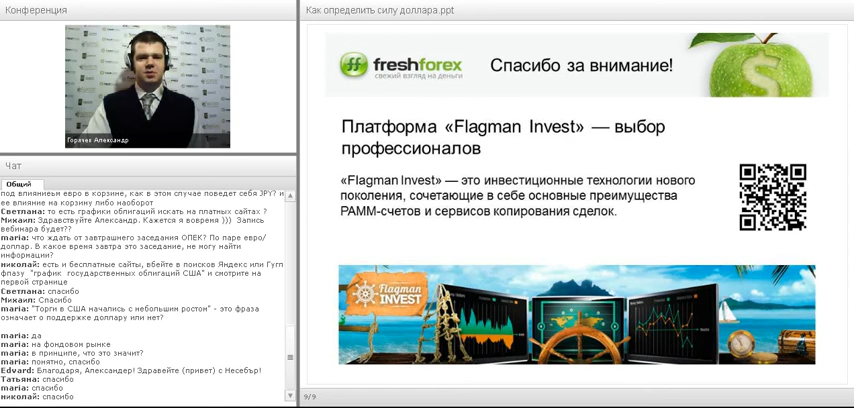 Конференция
Горячек Александр
Чат
Общий
под влиянием евро в корзине, как в этом случае поведет себя JPY? и
ее влияние на корзину либо наоборот
Светлана: то есть графики облигаций искать на платных сайтах ?
Михаил: Здравствуйте Александр. Кажется я вовремя ))) Запись
вебинара будет??
maria: что ждать от завтрашнего заседания ОПЕК? По паре евро/
доллар. В какое время завтра это заседание, не могу найти
информации?
николай: есть и бесплатные сайты, вбейте в поисков Яндекс или Гугл
фпазу "график государственных облигаций США" и смотрите на
первой странице
Светлана: спасибо
Михаил: Спасибо
maria: "Торги в США начались с небольшим ростом" - эта фраза
означает о поддержке доллару или нет?
maria: да
maria: на фондовом рынке
maria: в принципе, что это значит?
maria: понятно, спасибо
Edvard: Благодаря, Александер! Здравейте (привет) с Несебър!
Татьяна: спасибо
maria: спасибо
николай: спасибо
Как определить силу доллара.ppt
freshforex
свежий взгляд на деньги
Спасибо за внимание!
Платформа «Flagman Invest» — выбор
профессионалов
«Flagman Invest» — это инвестиционные технологии нового
поколения, сочетающие в себе основные преимущества
РАММ-счетов и сервисов копирования сделок.
Flagman
INVEST
9/9